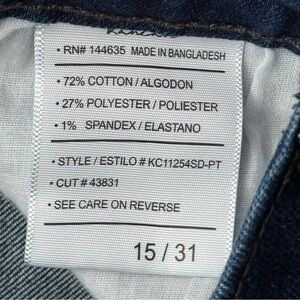 • RN# 144635 MADE IN BANGLADESH
• 72% COTTON / ALGODON
• 27% POLYESTER / POLIESTER
• 1% SPANDEX / ELASTANO
• STYLE / ESTILO # KC11254SD-PT
• CUT # 43831
• SEE CARE ON REVERSE
15 / 31